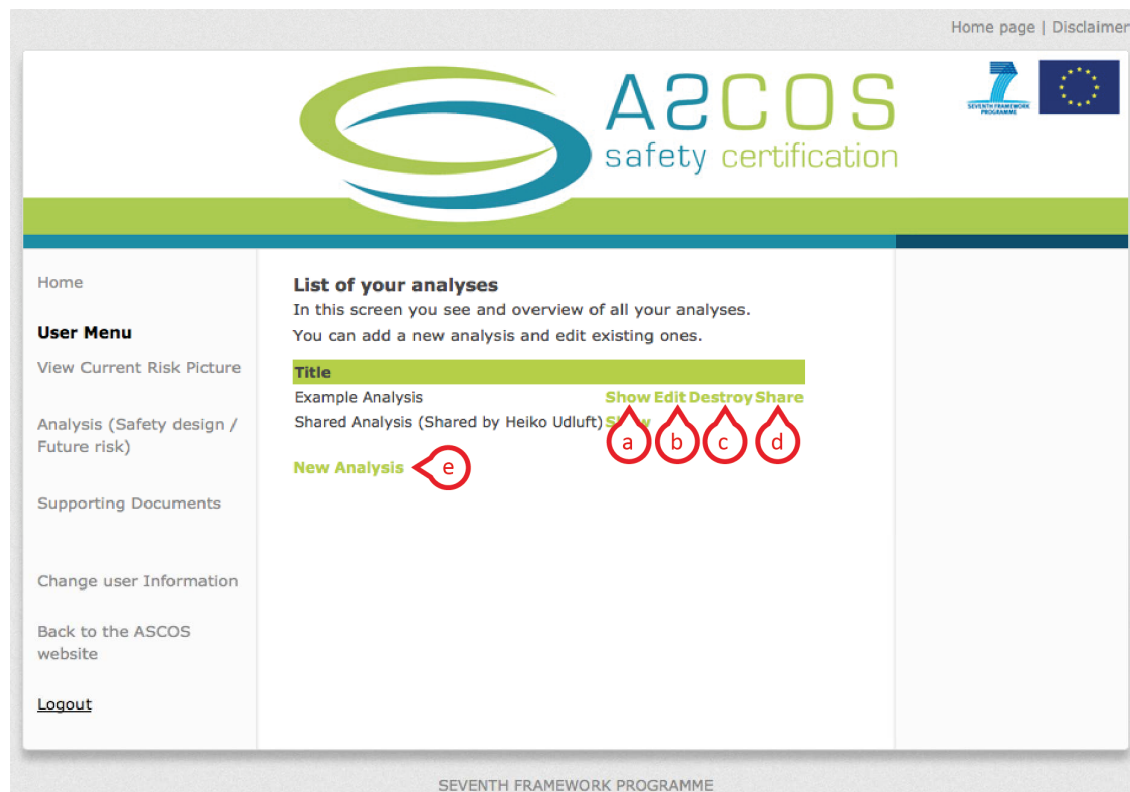 Home page | Disclaimer
ASCOS
safety certification
SEVENTH FRAMEWORK
PROGRAMME
Home
User Menu
View Current Risk Picture
Analysis (Safety design /
Future risk)
Supporting Documents
Change user Information
Back to the ASCOS
website
Logout
List of your analyses
In this screen you see and overview of all your analyses.
You can add a new analysis and edit existing ones.
Title
Example Analysis Show Edit Destroy Share
Shared Analysis (Shared by Heiko Udluft) Show
a b c d
New Analysis e
SEVENTH FRAMEWORK PROGRAMME